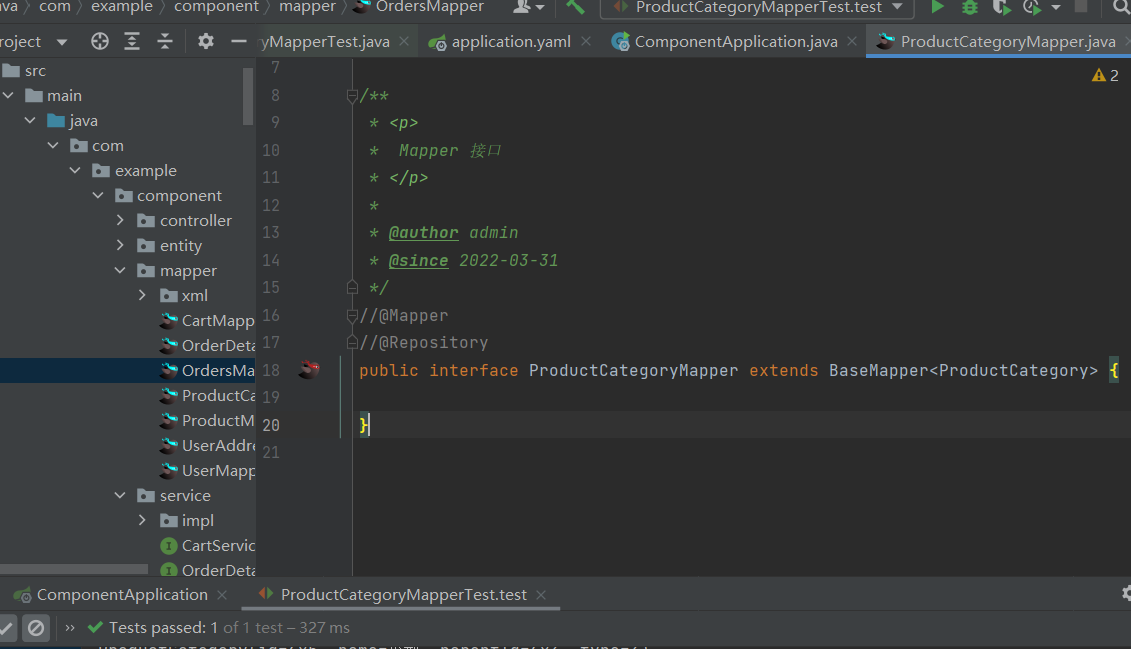 com example component mapper OrdersMapper ProductCategoryMapperTest.test
roject yMapperTest.java application.yaml ComponentApplication.java ProductCategoryMapper.java
src
main
java
com
example
component
controller
entity
mapper
xml
CartMapp
OrderDeta
OrdersMa
ProductCa
ProductM
UserAddre
UserMapp
service
impl
CartServic
OrderDeta
2
7
8 /**
9 * <p>
10 * Mapper 接口
11 * </p>
12 *
13 * @author admin
14 * @since 2022-03-31
15 */
16 //@Mapper
17 //@Repository
18 public interface ProductCategoryMapper extends BaseMapper<ProductCategory> {
19
20 }
21
ComponentApplication ProductCategoryMapperTest.test
Tests passed: 1 of 1 test – 327 ms